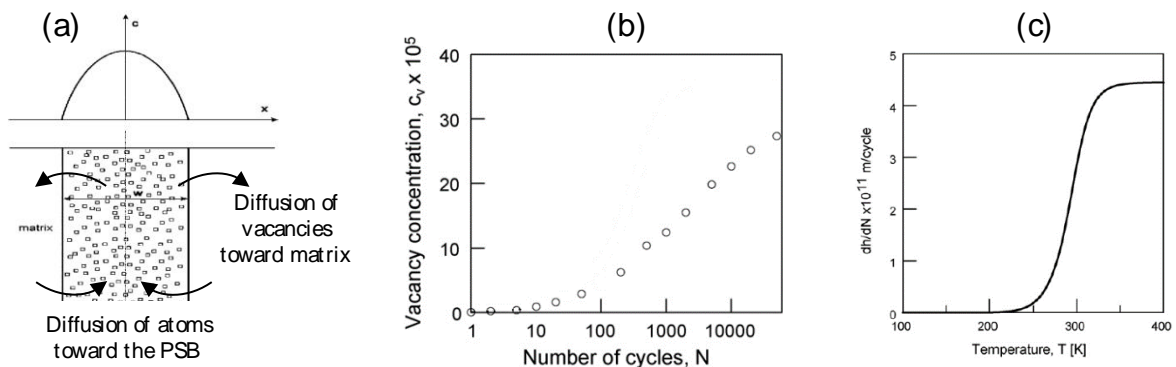 (a)
c
x
w
matrix
Diffusion of
vacancies
toward matrix
Diffusion of atoms
toward the PSB
(b)
Vacancy concentration, cᵥ x 10⁵
40
30
20
10
0
1 10 100 1000 10000
Number of cycles, N
(c)
dh/dN x10¹¹ m/cycle
5
4
3
2
1
0
100 200 300 400
Temperature, T [K]